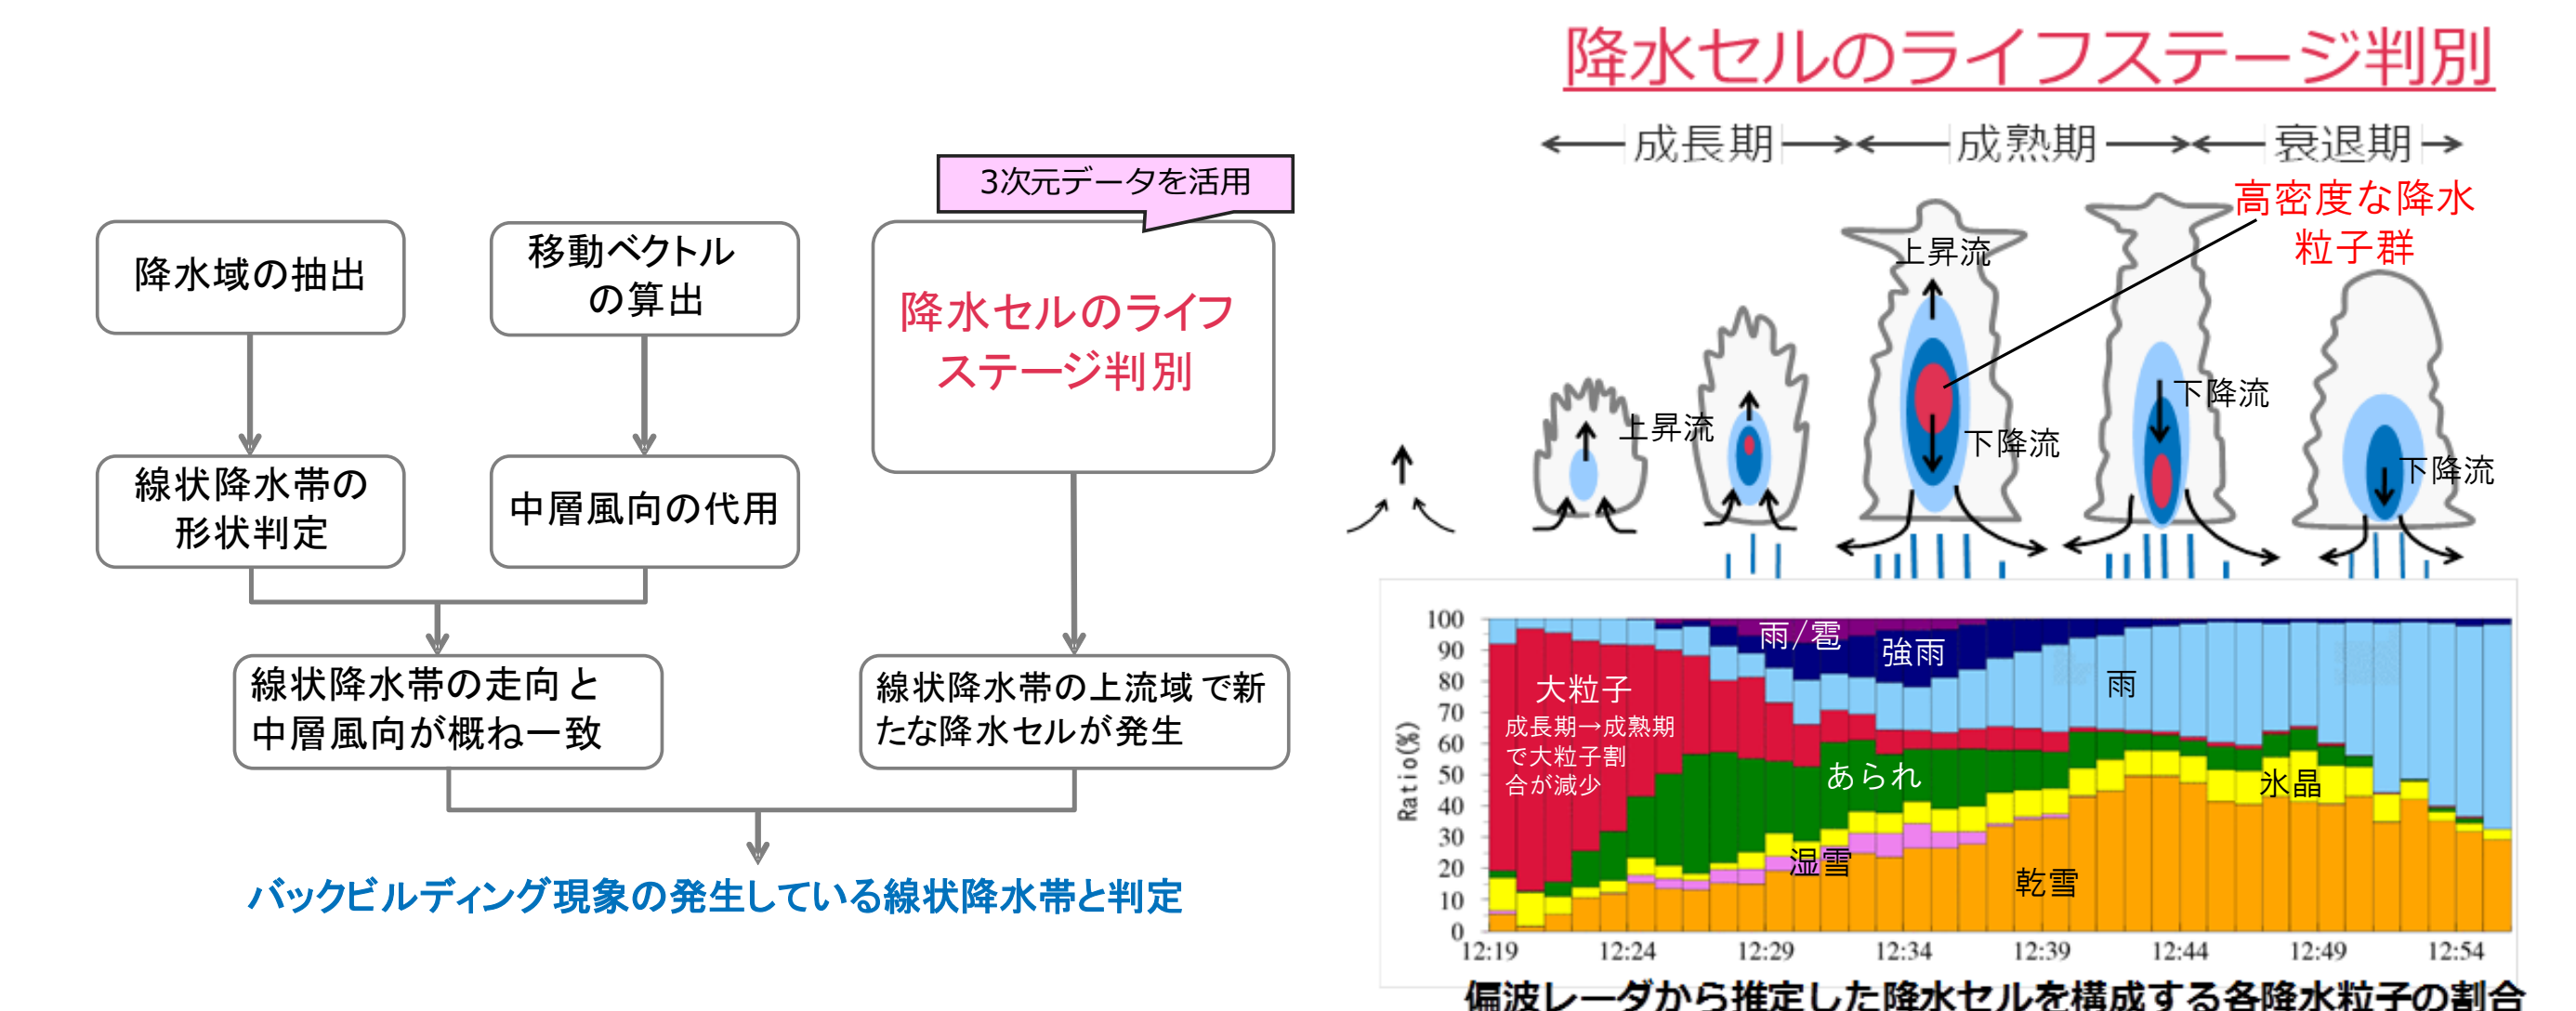 降水セルのライフステージ判別
成長期
成熟期
衰退期
3次元データを活用
高密度な降水
粒子群
降水域の抽出
移動ベクトル
の算出
降水セルのライフ
ステージ判別
上昇流
上昇流
下降流
下降流
下降流
線状降水帯の
形状判定
中層風向の代用
線状降水帯の走向と
中層風向が概ね一致
線状降水帯の上流域で新
たな降水セルが発生
バックビルディング現象の発生している線状降水帯と判定
Ratio(%)
100
90
80
70
60
50
40
30
20
10
0
雨/雹
強雨
雨
大粒子
成長期→成熟期
で大粒子割
合が減少
あられ
氷晶
湿雪
乾雪
12:19
12:24
12:29
12:34
12:39
12:44
12:49
12:54
偏波レーダから推定した降水セルを構成する各降水粒子の割合